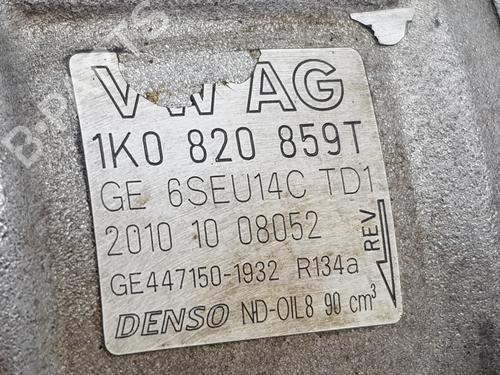 VW AG
1K0 820 859T
GE 6SEU14C TD1
2010 10 08052
GE447150-1932 R134a
DENSO ND-OIL8 90 cm³
REV
B-PARTS